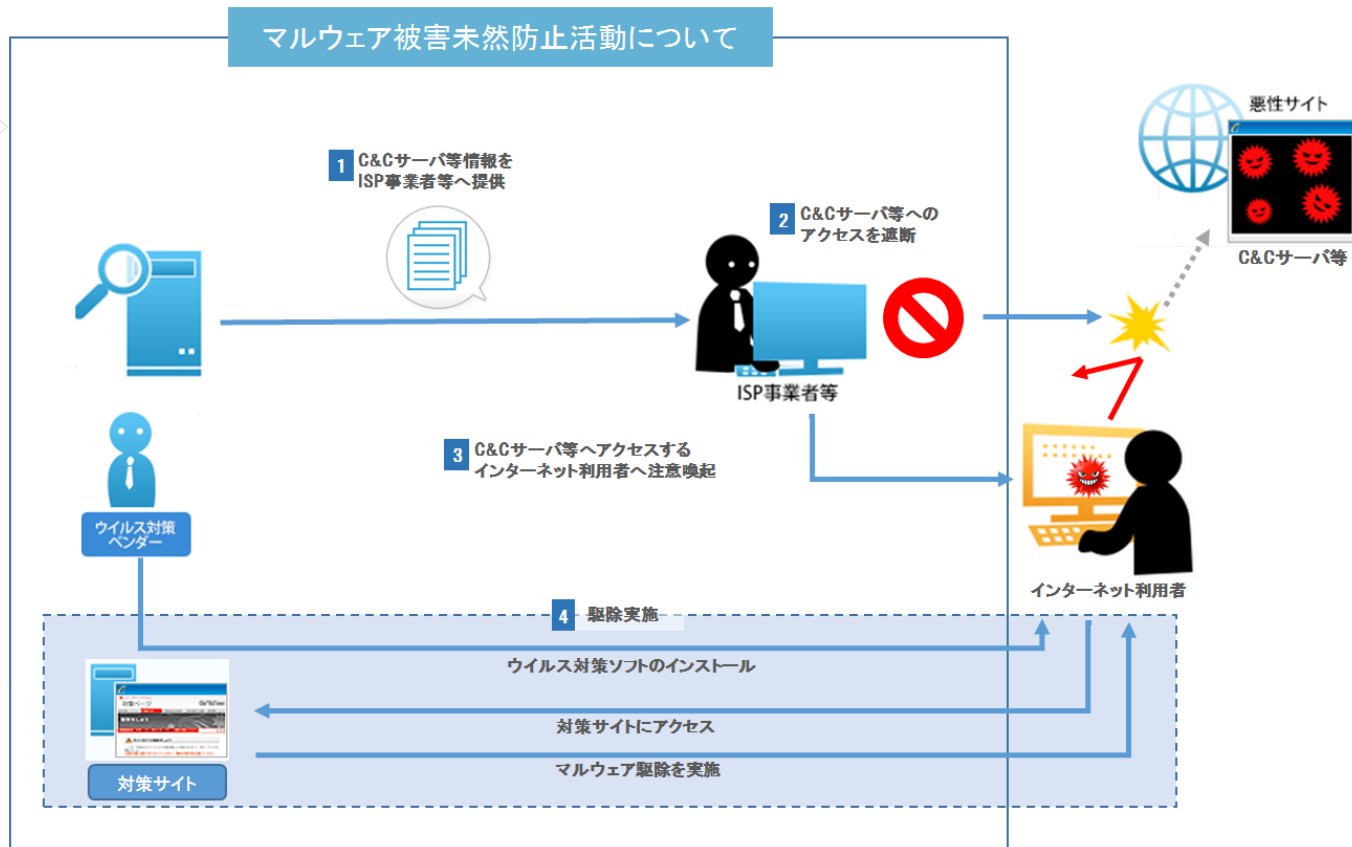 マルウェア被害未然防止活動について
悪性サイト
1 C&Cサーバ等情報を
ISP事業者等へ提供
2 C&Cサーバ等への
アクセスを遮断
C&Cサーバ等
ISP事業者等
3 C&Cサーバ等へアクセスする
インターネット利用者へ注意喚起
ウイルス対策
ベンダー
インターネット利用者
4 駆除実施
ウイルス対策ソフトのインストール
対策ページ
対策サイトにアクセス
マルウェア駆除を実施
対策サイト